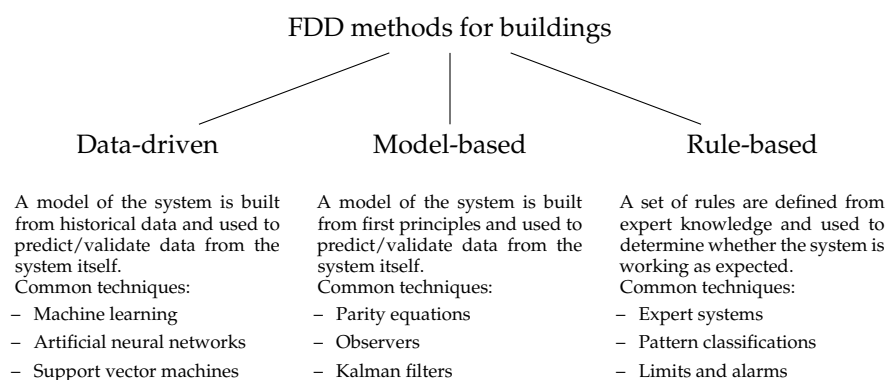 FDD methods for buildings
Data-driven
A model of the system is built
from historical data and used to
predict/validate data from the
system itself.
Common techniques:
– Machine learning
– Artificial neural networks
– Support vector machines
Model-based
A model of the system is built
from first principles and used to
predict/validate data from the
system itself.
Common techniques:
– Parity equations
– Observers
– Kalman filters
Rule-based
A set of rules are defined from
expert knowledge and used to
determine whether the system is
working as expected.
Common techniques:
– Expert systems
– Pattern classifications
– Limits and alarms